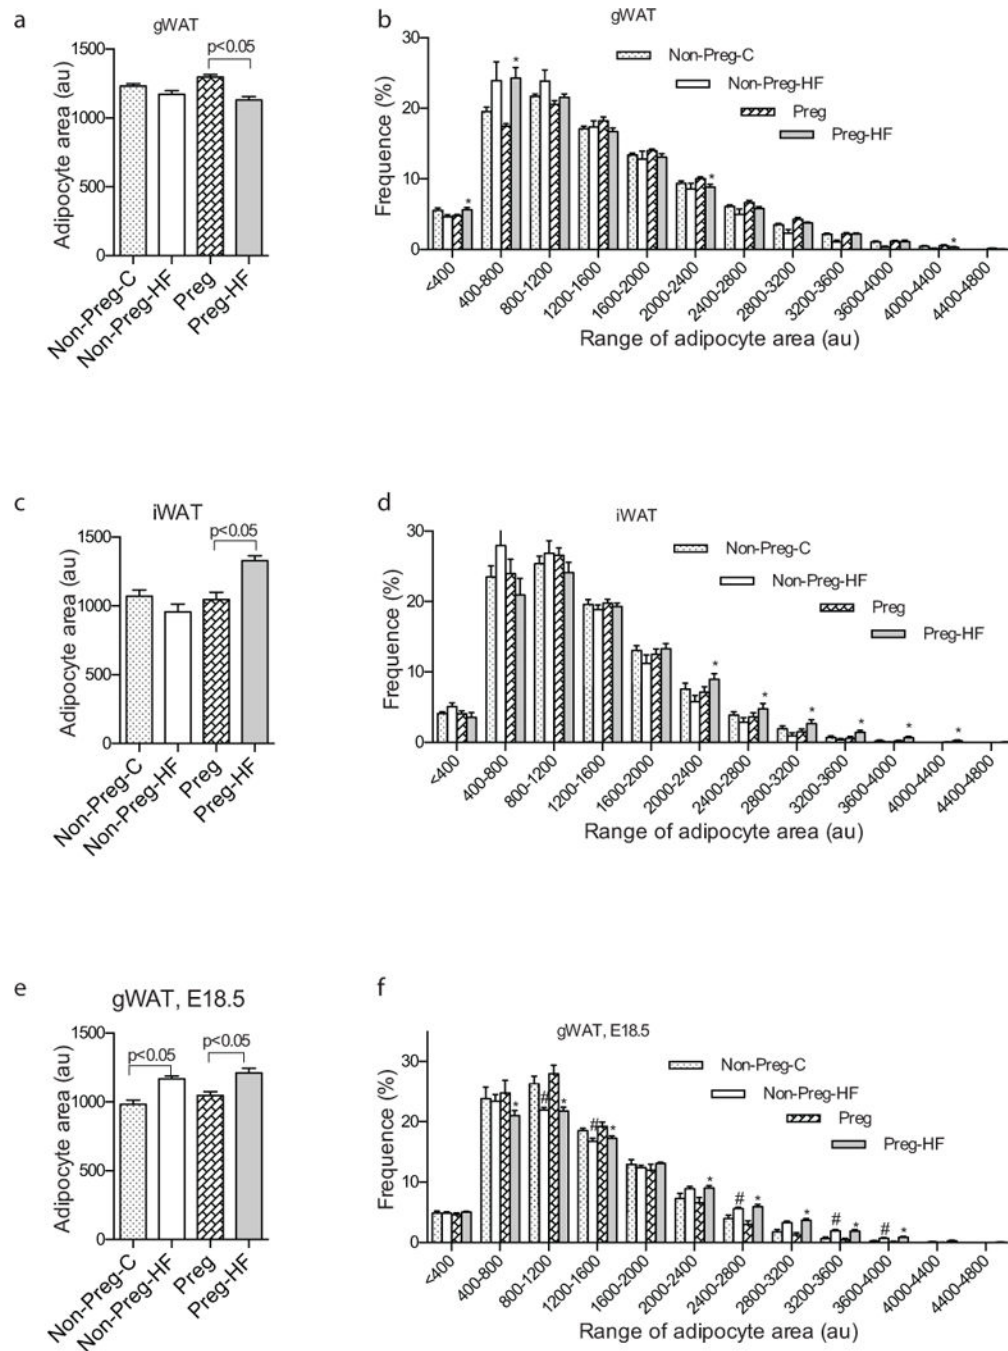 a
gWAT
p<0.05
1500
1000
500
0
Adipocyte area (au)
Non-Preg-C
Non-Preg-HF
Preg
Preg-HF
b
gWAT
Non-Preg-C
Non-Preg-HF
Preg
Preg-HF
30
20
10
0
Frequence (%)
* * * *
<400
400-800
800-1200
1200-1600
1600-2000
2000-2400
2400-2800
2800-3200
3200-3600
3600-4000
4000-4400
4400-4800
Range of adipocyte area (au)
c
iWAT
p<0.05
1500
1000
500
0
Adipocyte area (au)
Non-Preg-C
Non-Preg-HF
Preg
Preg-HF
d
iWAT
Non-Preg-C
Non-Preg-HF
Preg
Preg-HF
30
20
10
0
Frequence (%)
* * * * * *
<400
400-800
800-1200
1200-1600
1600-2000
2000-2400
2400-2800
2800-3200
3200-3600
3600-4000
4000-4400
4400-4800
Range of adipocyte area (au)
e
gWAT, E18.5
p<0.05
p<0.05
1500
1000
500
0
Adipocyte area (au)
Non-Preg-C
Non-Preg-HF
Preg
Preg-HF
f
gWAT, E18.5
Non-Preg-C
Non-Preg-HF
Preg
Preg-HF
30
20
10
0
Frequence (%)
* # * # * * # * * # * # *
<400
400-800
800-1200
1200-1600
1600-2000
2000-2400
2400-2800
2800-3200
3200-3600
3600-4000
4000-4400
4400-4800
Range of adipocyte area (au)